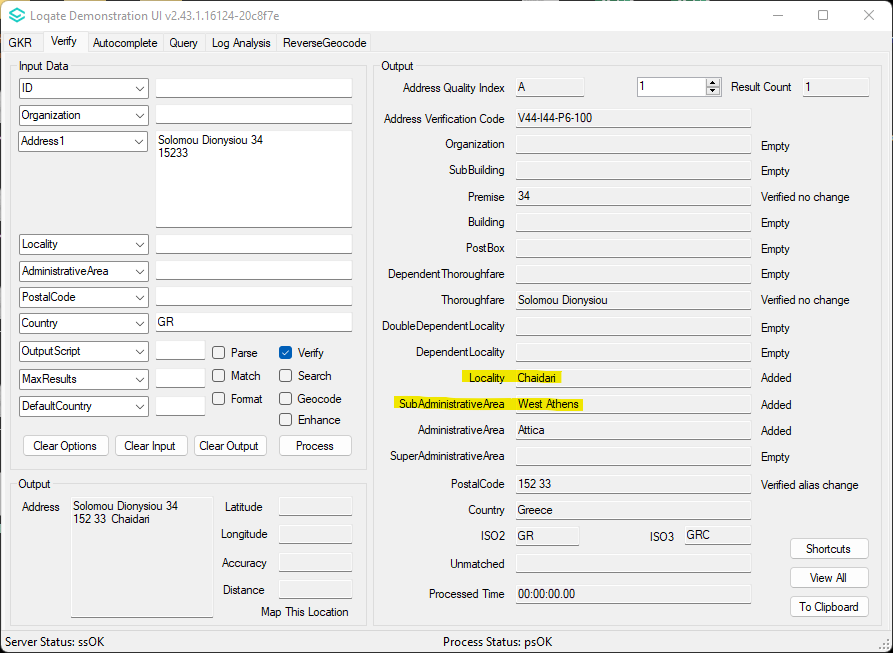 Loqate Demonstration UI v2.43.1.16124-20c8f7e
GKR Verify Autocomplete Query Log Analysis ReverseGeocode
Input Data
ID
Organization
Address1 Solomou Dionysiou 34
15233
Locality
AdministrativeArea
PostalCode
Country GR
OutputScript Parse Verify
MaxResults Match Search
DefaultCountry Format Geocode
Enhance
Clear Options Clear Input Clear Output Process
Output
Address Solomou Dionysiou 34
152 33 Chaidari
Latitude
Longitude
Accuracy
Distance
Map This Location
Output
Address Quality Index A 1 Result Count 1
Address Verification Code V44-I44-P6-100
Organization Empty
SubBuilding Empty
Premise 34 Verified no change
Building Empty
PostBox Empty
DependentThoroughfare Empty
Thoroughfare Solomou Dionysiou Verified no change
DoubleDependentLocality Empty
DependentLocality Empty
Locality Chaidari Added
SubAdministrativeArea West Athens Added
AdministrativeArea Attica Added
SuperAdministrativeArea Empty
PostalCode 152 33 Verified alias change
Country Greece
ISO2 GR ISO3 GRC
Unmatched
Processed Time 00:00:00.00
Shortcuts
View All
To Clipboard
Server Status: ssOK Process Status: psOK